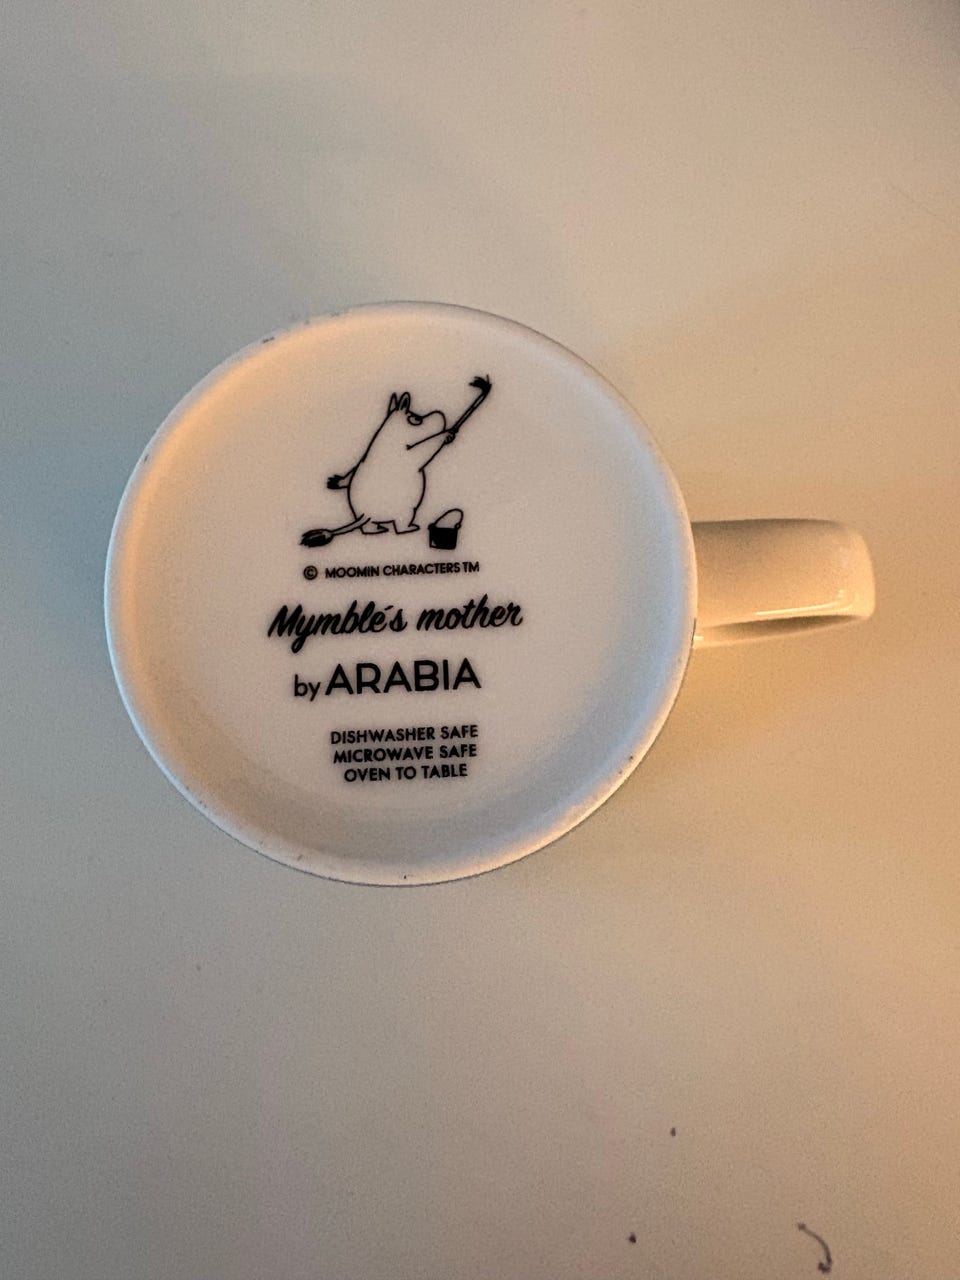 © MOOMIN CHARACTERS TM
Mymble´s mother
by ARABIA
DISHWASHER SAFE
MICROWAVE SAFE
OVEN TO TABLE